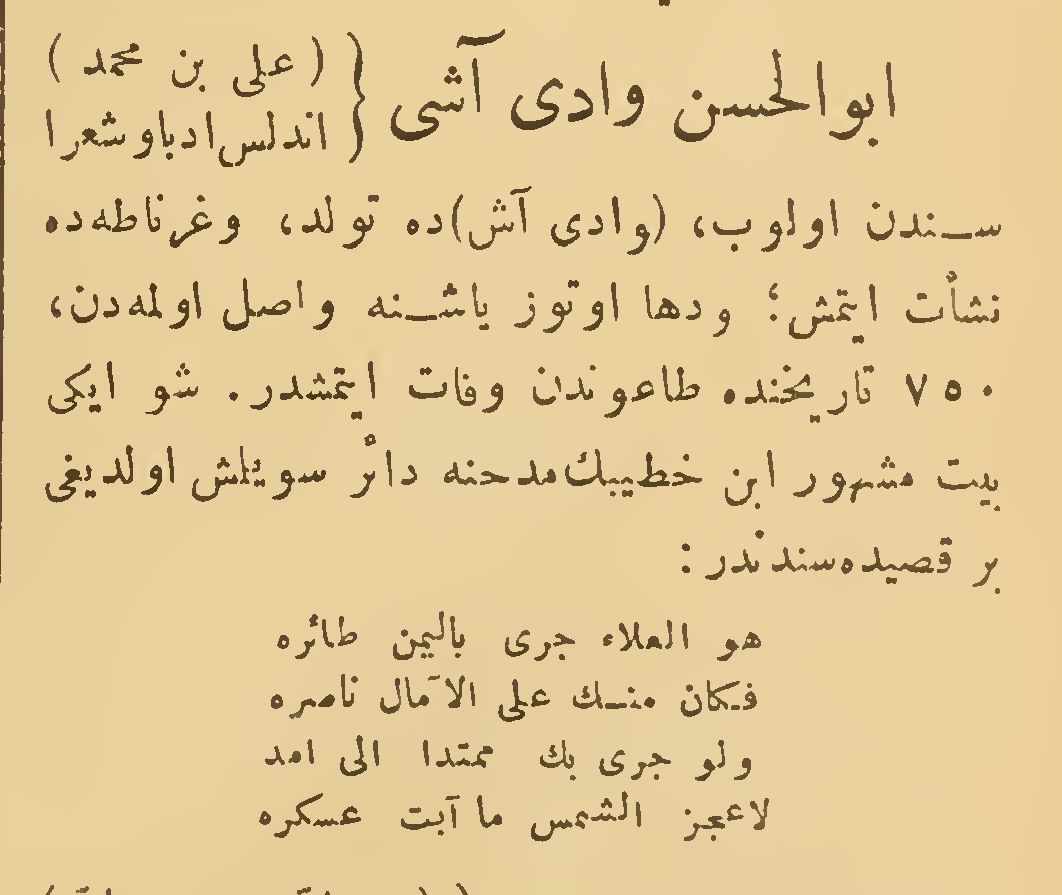 ابوالحسن وادی آشی { ( علی بن محمد )
اندلس ادبا و شعرا
سندن اولوب، (وادی آش)ده تولد، و غرناطه‌ده
نشأت ایتمش؛ ودها اوتوز یاشنه واصل اولمه‌دن،
۷۵۰ تاریخنده طاعوندن وفات ایتمشدر. شو ایکی
بیت مشهور ابن خطیبك مدحنه دائر سویلمش اولدیغی
بر قصیده‌سندندر:
هو العلاء جری بالیمن طائره
فكان منك علی الآمال ناصره
ولو جری بك ممتدا الی امد
لاعجز الشمس ما آبت عسكره